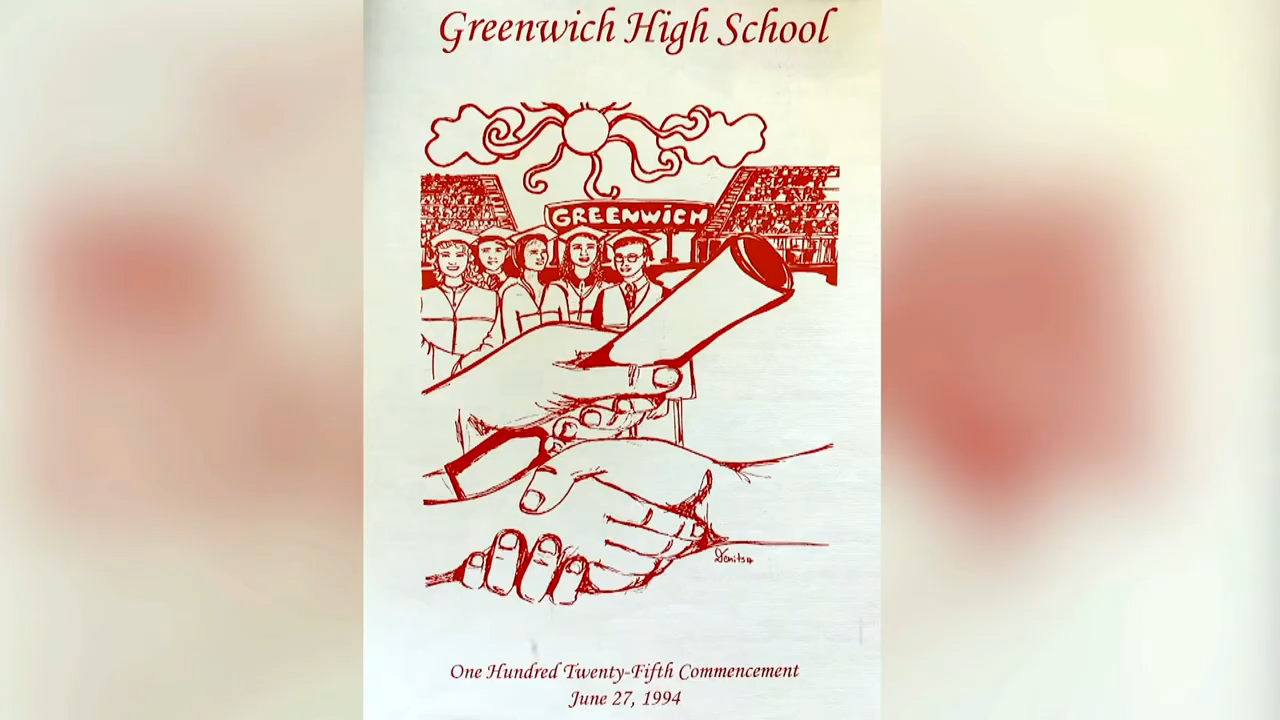 Greenwich High School
GREENWiCH
One Hundred Twenty-Fifth Commencement
June 27, 1994